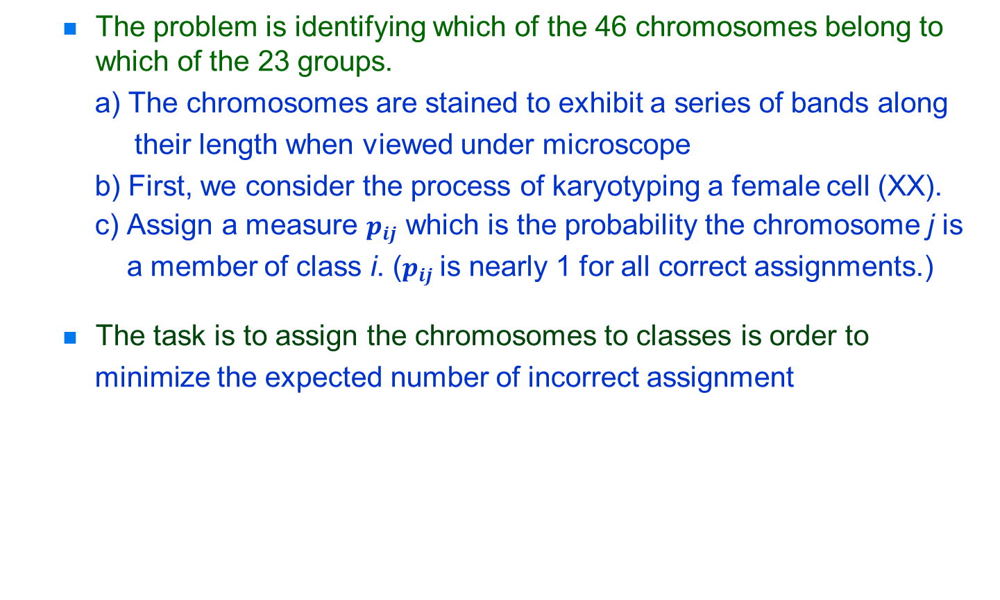 The problem is identifying which of the 46 chromosomes belong to
which of the 23 groups.
a) The chromosomes are stained to exhibit a series of bands along
their length when viewed under microscope
b) First, we consider the process of karyotyping a female cell (XX).
c) Assign a measure p_ij which is the probability the chromosome j is
a member of class i. (p_ij is nearly 1 for all correct assignments.)
The task is to assign the chromosomes to classes is order to
minimize the expected number of incorrect assignment